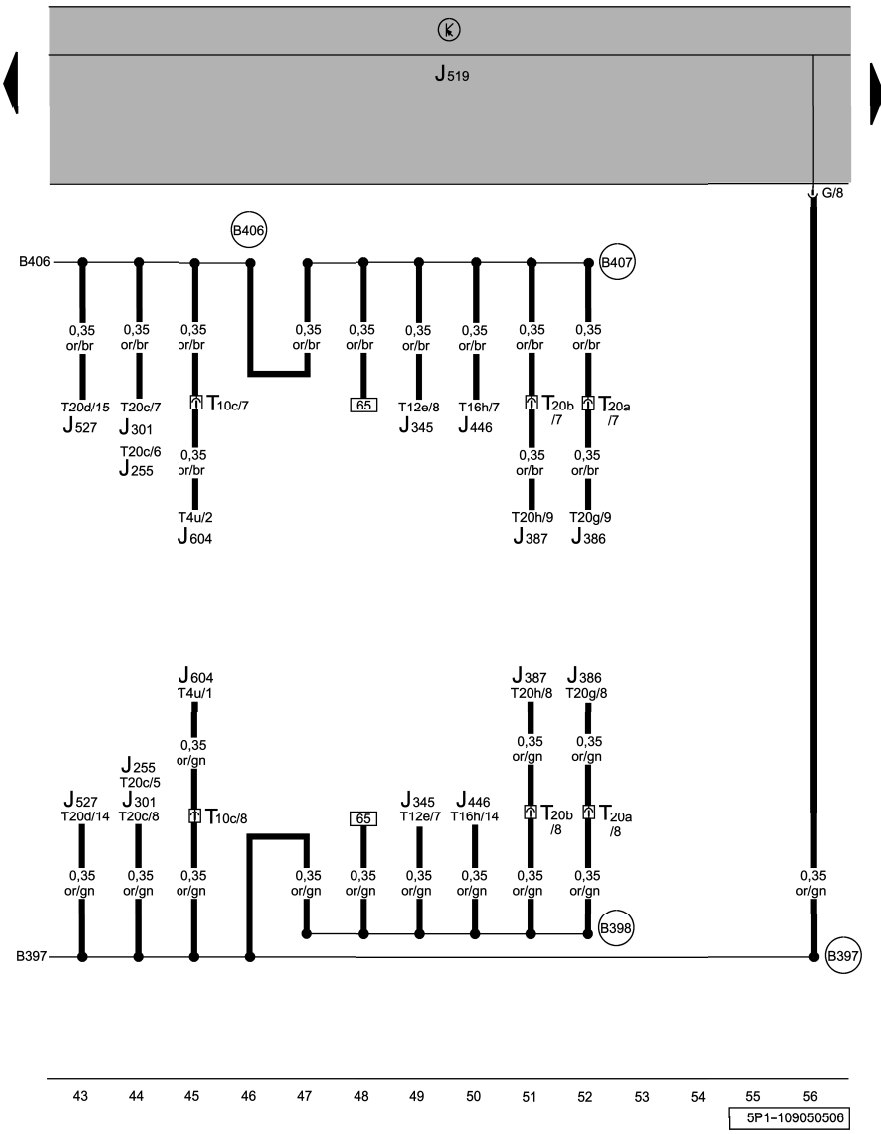 J519
G/8
B406
B406
B407
0,35 0,35 0,35 0,35 0,35 0,35 0,35 0,35 0,35
or/br or/br or/br or/br or/br or/br or/br or/br or/br
T20d/15 T20c/7 T10c/7 65 T12e/8 T16h/7 T20b T20a
J527 J301 J345 J446 /7 /7
T20c/6 0,35 0,35 0,35
J255 or/br or/br or/br
T4u/2 T20h/9 T20g/9
J604 J387 J386
J604 J387 J386
T4u/1 T20h/8 T20g/8
0,35 0,35 0,35
or/gn or/gn or/gn
J255
T20c/5
J527 J301 J345 J446
T20d/14 T20c/8 T10c/8 65 T12e/7 T16h/14 T20b T20a
/8 /8
0,35 0,35 0,35 0,35 0,35 0,35 0,35 0,35 0,35 0,35
or/gn or/gn or/gn or/gn or/gn or/gn or/gn or/gn or/gn or/gn
B398
B397 B397
43 44 45 46 47 48 49 50 51 52 53 54 55 56
5P1-109050506